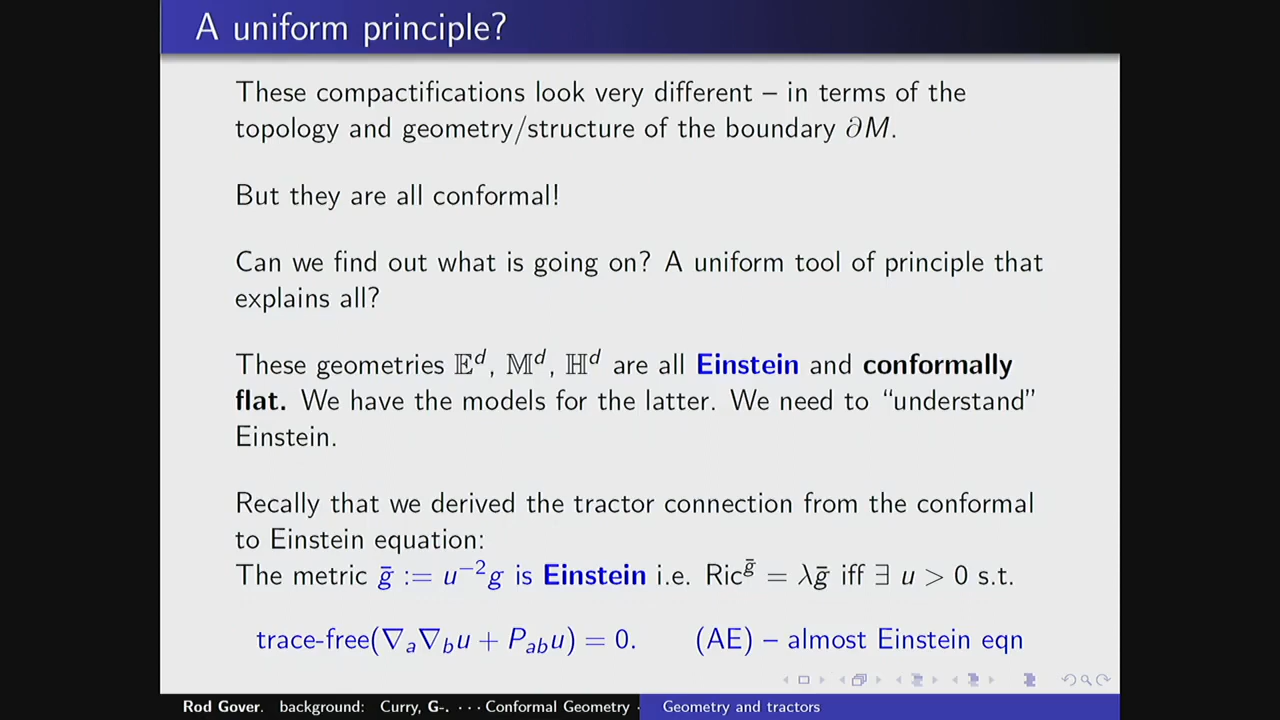 A uniform principle?
These compactifications look very different – in terms of the
topology and geometry/structure of the boundary ∂M.
But they are all conformal!
Can we find out what is going on? A uniform tool of principle that
explains all?
These geometries 𝔼ᵈ, 𝕄ᵈ, ℍᵈ are all Einstein and conformally
flat. We have the models for the latter. We need to “understand”
Einstein.
Recally that we derived the tractor connection from the conformal
to Einstein equation:
The metric ḡ := u⁻²g is Einstein i.e. Ric^ḡ = λḡ iff ∃ u > 0 s.t.
trace-free(∇ₐ∇_b u + P_ab u) = 0. (AE) – almost Einstein eqn
Rod Gover. background: Curry, G-. · · · Conformal Geometry · Geometry and tractors